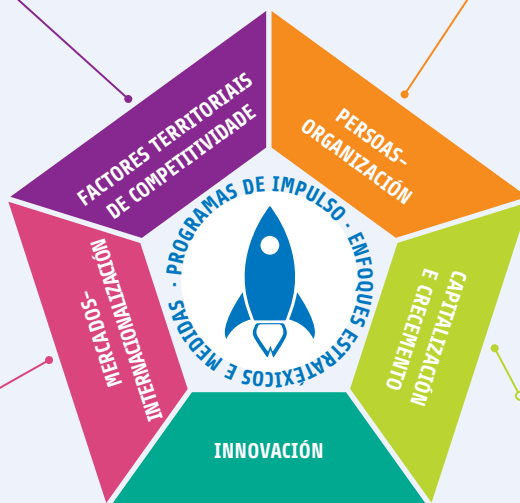 FACTORES TERRITORIAIS
DE COMPETITIVIDADE
PERSOAS-
ORGANIZACIÓN
CAPITALIZACIÓN
E CRECEMENTO
INNOVACIÓN
MERCADOS-
INTERNACIONALIZACIÓN
· PROGRAMAS DE IMPULSO · ENFOQUES ESTRATÉXICOS E MEDIDAS